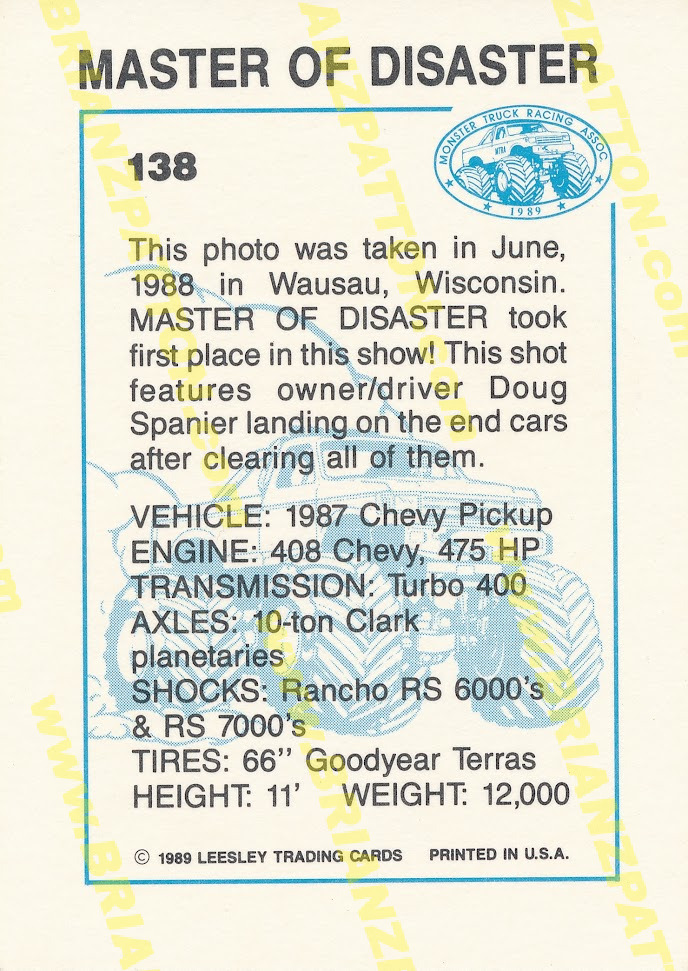 MASTER OF DISASTER
MONSTER TRUCK RACING ASSOC.
MTRA
1989
138
This photo was taken in June,
1988 in Wausau, Wisconsin.
MASTER OF DISASTER took
first place in this show! This shot
features owner/driver Doug
Spanier landing on the end cars
after clearing all of them.
VEHICLE: 1987 Chevy Pickup
ENGINE: 408 Chevy, 475 HP
TRANSMISSION: Turbo 400
AXLES: 10-ton Clark
planetaries
SHOCKS: Rancho RS 6000's
& RS 7000's
TIRES: 66'' Goodyear Terras
HEIGHT: 11' WEIGHT: 12,000
© 1989 LEESLEY TRADING CARDS PRINTED IN U.S.A.
www.BRIANZPATTON.com